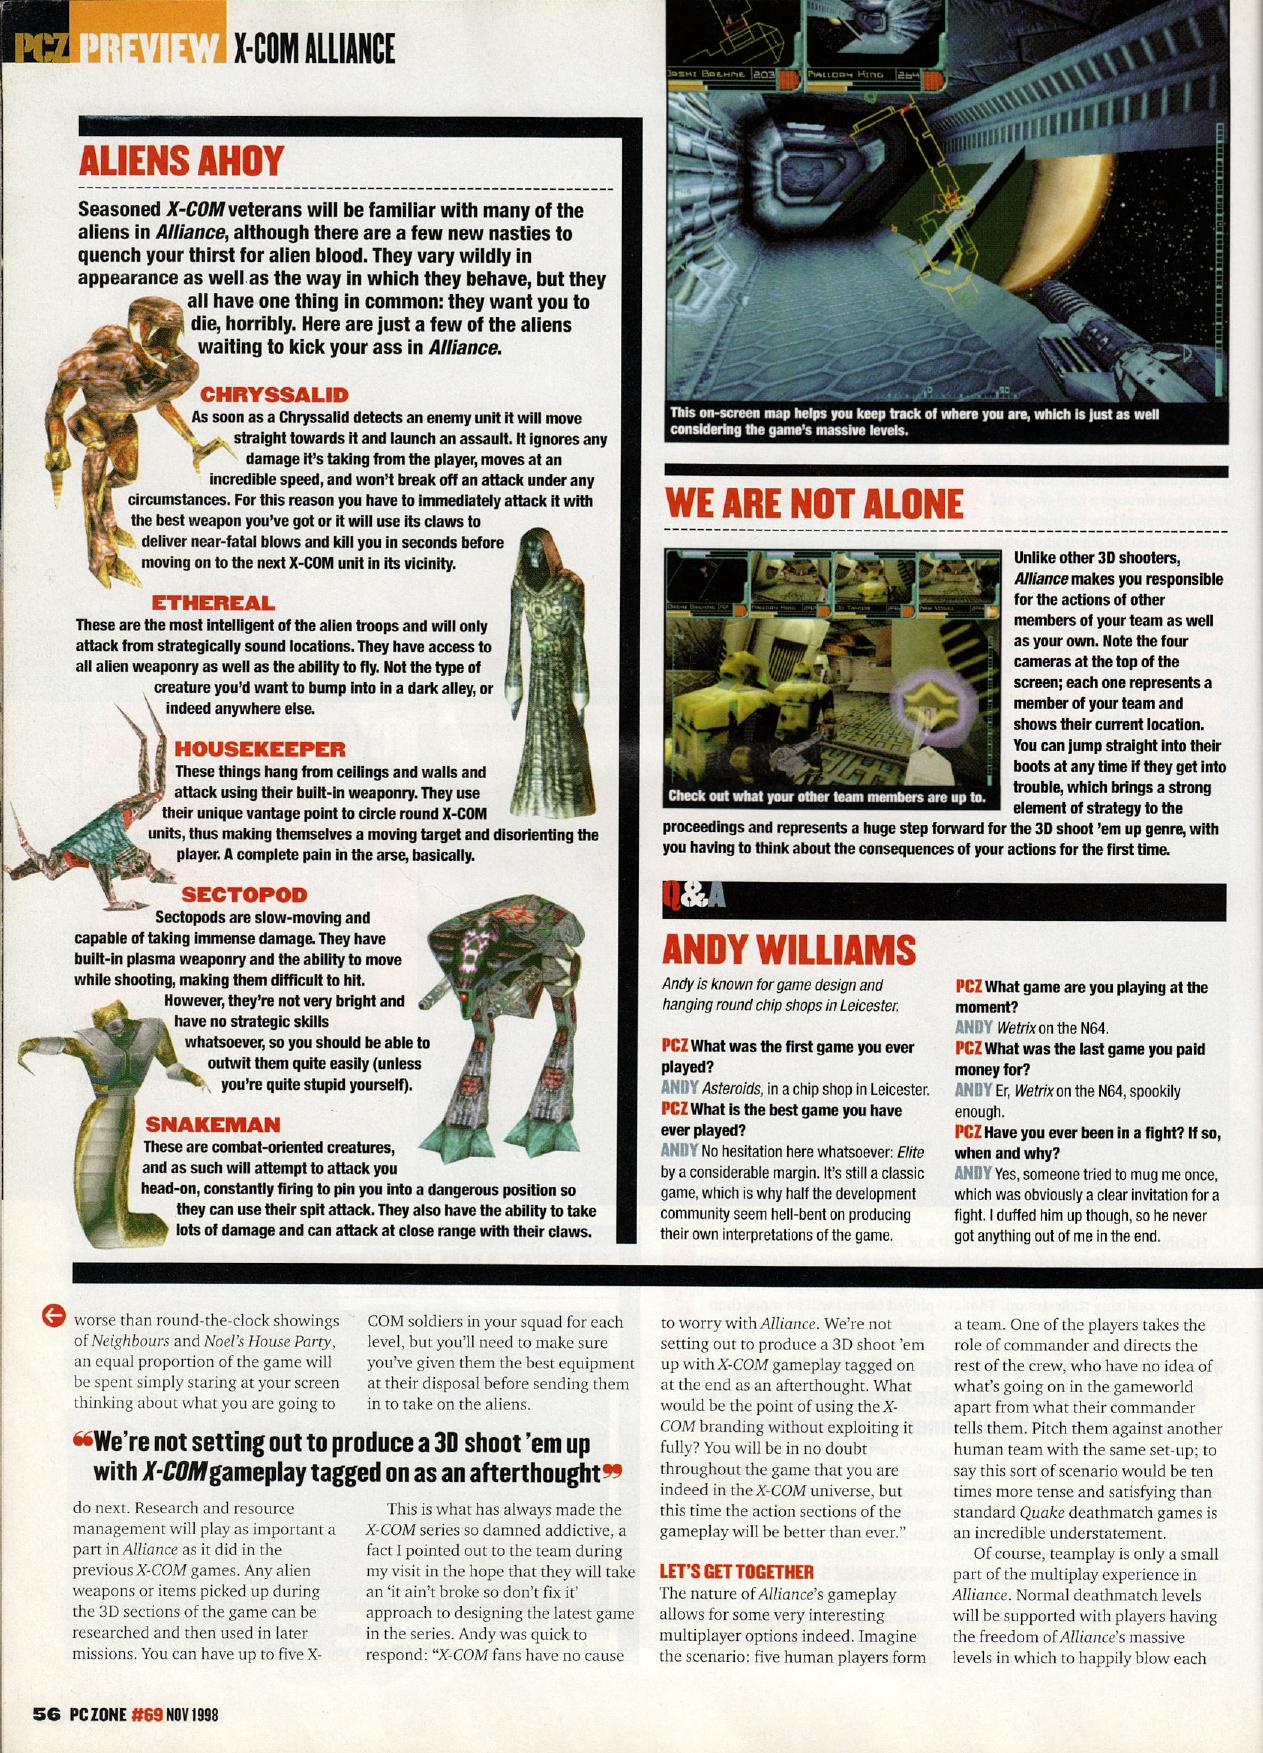 PCZ PREVIEW X-COM ALLIANCE
ALIENS AHOY
Seasoned X-COM veterans will be familiar with many of the
aliens in Alliance, although there are a few new nasties to
quench your thirst for alien blood. They vary wildly in
appearance as well as the way in which they behave, but they
all have one thing in common: they want you to
die, horribly. Here are just a few of the aliens
waiting to kick your ass in Alliance.
CHRYSSALID
As soon as a Chryssalid detects an enemy unit it will move
straight towards it and launch an assault. It ignores any
damage it's taking from the player, moves at an
incredible speed, and won't break off an attack under any
circumstances. For this reason you have to immediately attack it with
the best weapon you've got or it will use its claws to
deliver near-fatal blows and kill you in seconds before
moving on to the next X-COM unit in its vicinity.
ETHEREAL
These are the most intelligent of the alien troops and will only
attack from strategically sound locations. They have access to
all alien weaponry as well as the ability to fly. Not the type of
creature you'd want to bump into in a dark alley, or
indeed anywhere else.
HOUSEKEEPER
These things hang from ceilings and walls and
attack using their built-in weaponry. They use
their unique vantage point to circle round X-COM
units, thus making themselves a moving target and disorienting the
player. A complete pain in the arse, basically.
SECTOPOD
Sectopods are slow-moving and
capable of taking immense damage. They have
built-in plasma weaponry and the ability to move
while shooting, making them difficult to hit.
However, they're not very bright and
have no strategic skills
whatsoever, so you should be able to
outwit them quite easily (unless
you're quite stupid yourself).
SNAKEMAN
These are combat-oriented creatures,
and as such will attempt to attack you
head-on, constantly firing to pin you into a dangerous position so
they can use their spit attack. They also have the ability to take
lots of damage and can attack at close range with their claws.
203
MALLORY KING 264
This on-screen map helps you keep track of where you are, which is just as well
considering the game's massive levels.
WE ARE NOT ALONE
MALLORY KING
Check out what your other team members are up to.
Unlike other 3D shooters,
Alliance makes you responsible
for the actions of other
members of your team as well
as your own. Note the four
cameras at the top of the
screen; each one represents a
member of your team and
shows their current location.
You can jump straight into their
boots at any time if they get into
trouble, which brings a strong
element of strategy to the
proceedings and represents a huge step forward for the 3D shoot 'em up genre, with
you having to think about the consequences of your actions for the first time.
Q&A
ANDY WILLIAMS
Andy is known for game design and
hanging round chip shops in Leicester.
PCZ What was the first game you ever
played?
ANDY Asteroids, in a chip shop in Leicester.
PCZ What is the best game you have
ever played?
ANDY No hesitation here whatsoever: Elite
by a considerable margin. It's still a classic
game, which is why half the development
community seem hell-bent on producing
their own interpretations of the game.
PCZ What game are you playing at the
moment?
ANDY Wetrix on the N64.
PCZ What was the last game you paid
money for?
ANDY Er, Wetrix on the N64, spookily
enough.
PCZ Have you ever been in a fight? If so,
when and why?
ANDY Yes, someone tried to mug me once,
which was obviously a clear invitation for a
fight. I duffed him up though, so he never
got anything out of me in the end.
worse than round-the-clock showings
of Neighbours and Noel's House Party,
an equal proportion of the game will
be spent simply staring at your screen
thinking about what you are going to
do next. Research and resource
management will play as important a
part in Alliance as it did in the
previous X-COM games. Any alien
weapons or items picked up during
the 3D sections of the game can be
researched and then used in later
missions. You can have up to five X-
COM soldiers in your squad for each
level, but you'll need to make sure
you've given them the best equipment
at their disposal before sending them
in to take on the aliens.
“We're not setting out to produce a 3D shoot 'em up
with X-COM gameplay tagged on as an afterthought”
This is what has always made the
X-COM series so damned addictive, a
fact I pointed out to the team during
my visit in the hope that they will take
an 'it ain't broke so don't fix it'
approach to designing the latest game
in the series. Andy was quick to
respond: “X-COM fans have no cause
to worry with Alliance. We're not
setting out to produce a 3D shoot 'em
up with X-COM gameplay tagged on
at the end as an afterthought. What
would be the point of using the X-
COM branding without exploiting it
fully? You will be in no doubt
throughout the game that you are
indeed in the X-COM universe, but
this time the action sections of the
gameplay will be better than ever.”
LET'S GET TOGETHER
The nature of Alliance's gameplay
allows for some very interesting
multiplayer options indeed. Imagine
the scenario: five human players form
a team. One of the players takes the
role of commander and directs the
rest of the crew, who have no idea of
what's going on in the gameworld
apart from what their commander
tells them. Pitch them against another
human team with the same set-up; to
say this sort of scenario would be ten
times more tense and satisfying than
standard Quake deathmatch games is
an incredible understatement.
Of course, teamplay is only a small
part of the multiplay experience in
Alliance. Normal deathmatch levels
will be supported with players having
the freedom of Alliance's massive
levels in which to happily blow each
56 PC ZONE #69 NOV 1998